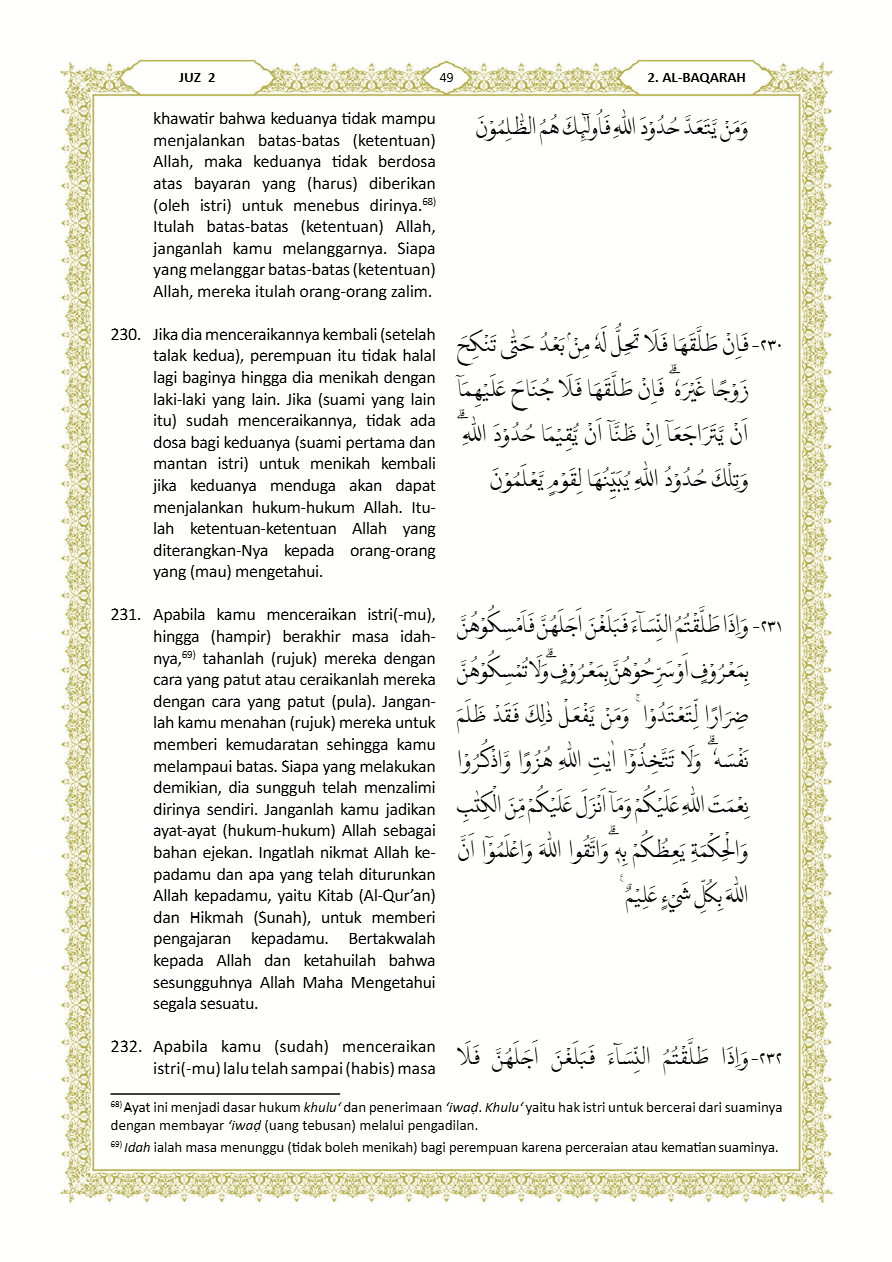 JUZ 2
49
2. AL-BAQARAH
khawatir bahwa keduanya tidak mampu
menjalankan batas-batas (ketentuan)
Allah, maka keduanya tidak berdosa
atas bayaran yang (harus) diberikan
(oleh istri) untuk menebus dirinya.⁶⁸⁾
Itulah batas-batas (ketentuan) Allah,
janganlah kamu melanggarnya. Siapa
yang melanggar batas-batas (ketentuan)
Allah, mereka itulah orang-orang zalim.
وَمَنْ يَّتَعَدَّ حُدُوْدَ اللّٰهِ فَاُولٰۤىِٕكَ هُمُ الظّٰلِمُوْنَ
230. Jika dia menceraikannya kembali (setelah
talak kedua), perempuan itu tidak halal
lagi baginya hingga dia menikah dengan
laki-laki yang lain. Jika (suami yang lain
itu) sudah menceraikannya, tidak ada
dosa bagi keduanya (suami pertama dan
mantan istri) untuk menikah kembali
jika keduanya menduga akan dapat
menjalankan hukum-hukum Allah. Itu-
lah ketentuan-ketentuan Allah yang
diterangkan-Nya kepada orang-orang
yang (mau) mengetahui.
٢٣٠- فَاِنْ طَلَّقَهَا فَلَا تَحِلُّ لَهٗ مِنْۢ بَعْدُ حَتّٰى تَنْكِحَ
زَوْجًا غَيْرَهٗ ۗ فَاِنْ طَلَّقَهَا فَلَا جُنَاحَ عَلَيْهِمَآ
اَنْ يَّتَرَاجَعَآ اِنْ ظَنَّآ اَنْ يُّقِيْمَا حُدُوْدَ اللّٰهِ ۗ
وَتِلْكَ حُدُوْدُ اللّٰهِ يُبَيِّنُهَا لِقَوْمٍ يَّعْلَمُوْنَ
231. Apabila kamu menceraikan istri(-mu),
hingga (hampir) berakhir masa idah-
nya,⁶⁹⁾ tahanlah (rujuk) mereka dengan
cara yang patut atau ceraikanlah mereka
dengan cara yang patut (pula). Jangan-
lah kamu menahan (rujuk) mereka untuk
memberi kemudaratan sehingga kamu
melampaui batas. Siapa yang melakukan
demikian, dia sungguh telah menzalimi
dirinya sendiri. Janganlah kamu jadikan
ayat-ayat (hukum-hukum) Allah sebagai
bahan ejekan. Ingatlah nikmat Allah ke-
padamu dan apa yang telah diturunkan
Allah kepadamu, yaitu Kitab (Al-Qur’an)
dan Hikmah (Sunah), untuk memberi
pengajaran kepadamu. Bertakwalah
kepada Allah dan ketahuilah bahwa
sesungguhnya Allah Maha Mengetahui
segala sesuatu.
٢٣١- وَاِذَا طَلَّقْتُمُ النِّسَاۤءَ فَبَلَغْنَ اَجَلَهُنَّ فَاَمْسِكُوْهُنَّ
بِمَعْرُوْفٍ اَوْ سَرِّحُوْهُنَّ بِمَعْرُوْفٍۗ وَلَا تُمْسِكُوْهُنَّ
ضِرَارًا لِّتَعْتَدُوْا ۚ وَمَنْ يَّفْعَلْ ذٰلِكَ فَقَدْ ظَلَمَ
نَفْسَهٗ ۗ وَلَا تَتَّخِذُوْٓا اٰيٰتِ اللّٰهِ هُزُوًا وَّاذْكُرُوْا
نِعْمَتَ اللّٰهِ عَلَيْكُمْ وَمَآ اَنْزَلَ عَلَيْكُمْ مِّنَ الْكِتٰبِ
وَالْحِكْمَةِ يَعِظُكُمْ بِهٖ ۗ وَاتَّقُوا اللّٰهَ وَاعْلَمُوْٓا اَنَّ
اللّٰهَ بِكُلِّ شَيْءٍ عَلِيْمٌ ۚ
232. Apabila kamu (sudah) menceraikan
istri(-mu) lalu telah sampai (habis) masa
٢٣٢- وَاِذَا طَلَّقْتُمُ النِّسَاۤءَ فَبَلَغْنَ اَجَلَهُنَّ فَلَا
⁶⁸⁾ Ayat ini menjadi dasar hukum khulu‘ dan penerimaan ‘iwaḍ. Khulu‘ yaitu hak istri untuk bercerai dari suaminya
dengan membayar ‘iwaḍ (uang tebusan) melalui pengadilan.
⁶⁹⁾ Idah ialah masa menunggu (tidak boleh menikah) bagi perempuan karena perceraian atau kematian suaminya.